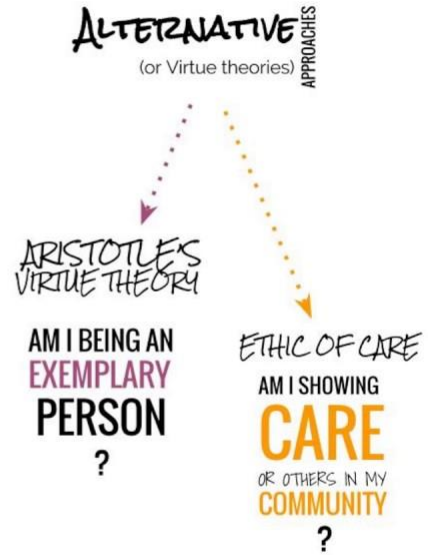 ALTERNATIVE APPROACHES
(or Virtue theories)
ARISTOTLE'S
VIRTUE THEORY
AM I BEING AN
EXEMPLARY
PERSON
?
ETHIC OF CARE
AM I SHOWING
CARE
OR OTHERS IN MY
COMMUNITY
?